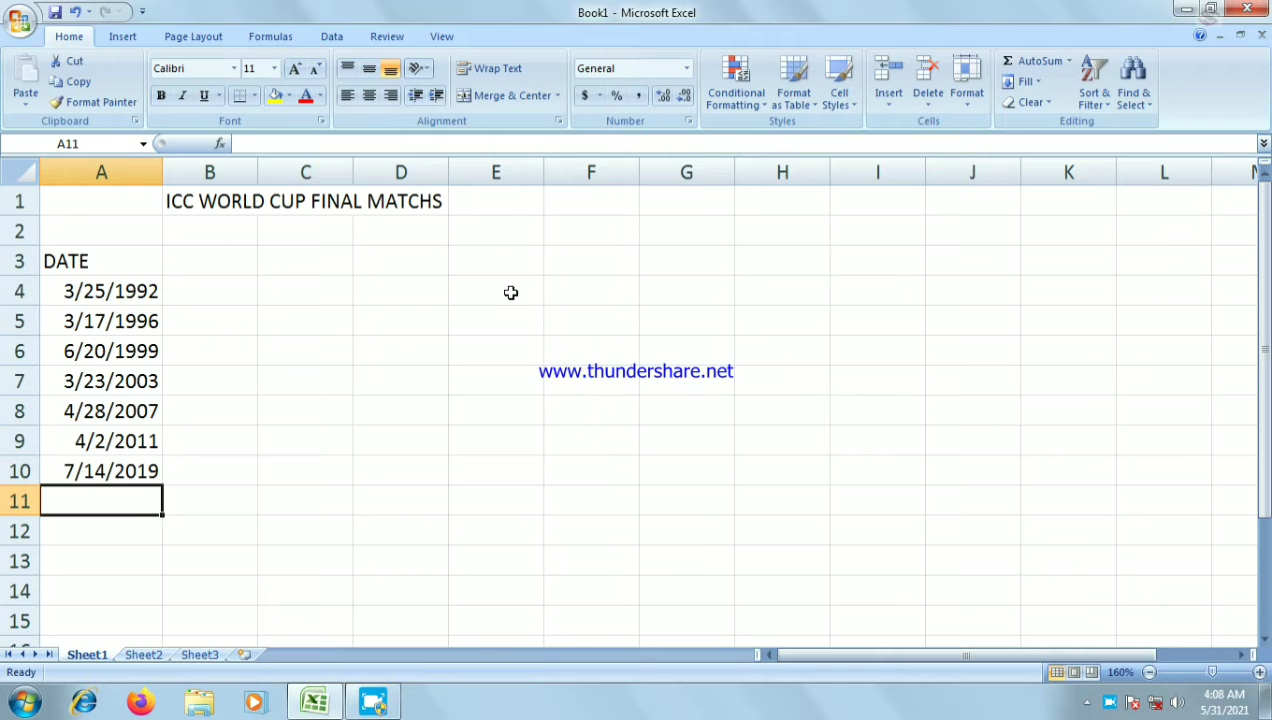 Book1 - Microsoft Excel
Home Insert Page Layout Formulas Data Review View
Paste
Cut
Copy
Format Painter
Clipboard
Calibri 11
B I U
Font
Wrap Text
Merge & Center
Alignment
General
$ % ,
Number
Conditional Formatting
Format as Table
Cell Styles
Styles
Insert Delete Format
Cells
AutoSum
Fill
Clear
Sort & Filter
Find & Select
Editing
A11 fx
A B C D E F G H I J K L
1 ICC WORLD CUP FINAL MATCHS
2
3 DATE
4 3/25/1992
5 3/17/1996
6 6/20/1999
www.thundershare.net
7 3/23/2003
8 4/28/2007
9 4/2/2011
10 7/14/2019
11
12
13
14
15
Sheet1 Sheet2 Sheet3
Ready 160%
4:08 AM
5/31/2021